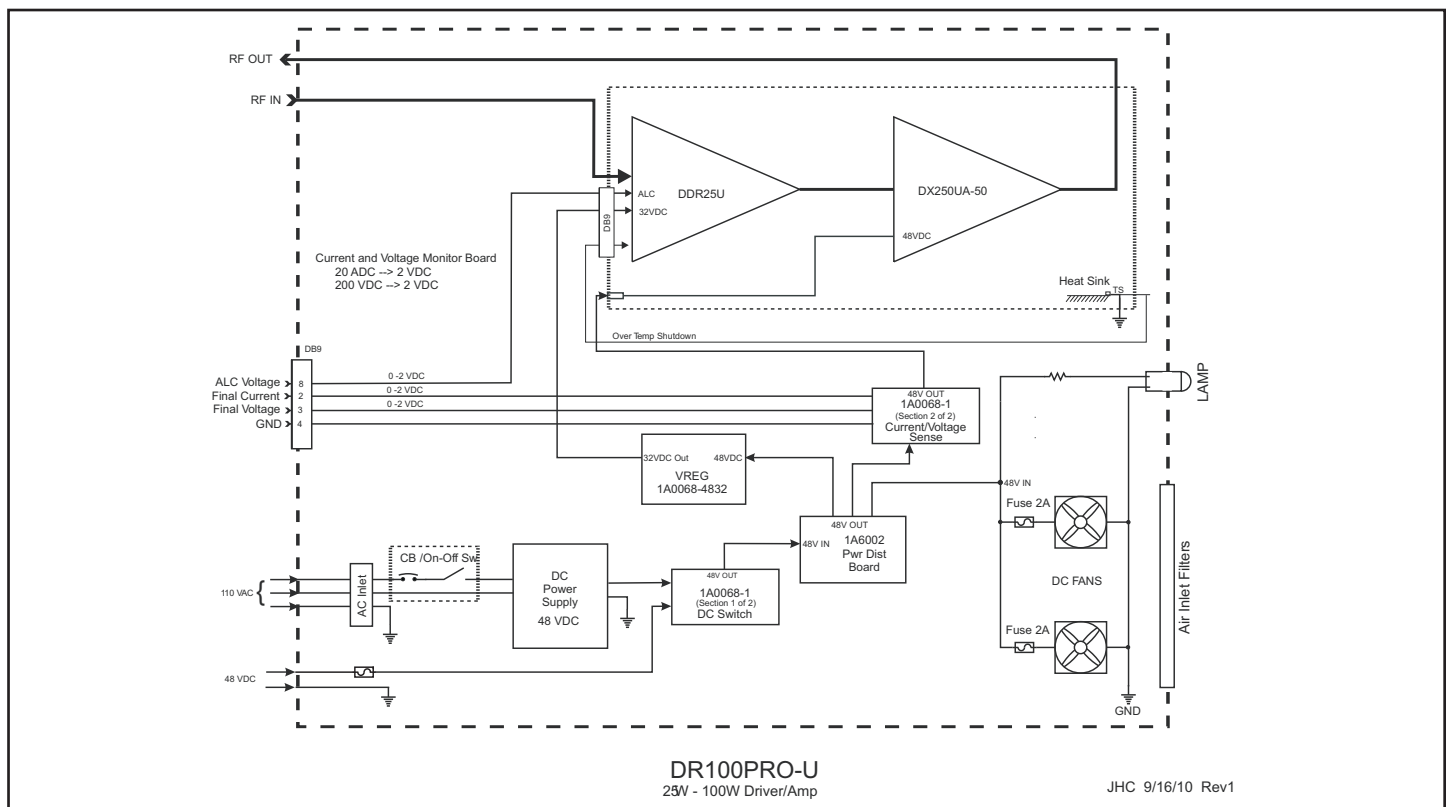 RF OUT
RF IN
ALC
32VDC
DB9
DDR25U
DX250UA-50
48VDC
Current and Voltage Monitor Board
20 ADC --> 2 VDC
200 VDC --> 2 VDC
Heat Sink
TS
Over Temp Shutdown
DB9
ALC Voltage 8
Final Current 2
Final Voltage 3
GND 4
0 -2 VDC
0 -2 VDC
0 -2 VDC
48V OUT
1A0068-1
(Section 2 of 2)
Current/Voltage
Sense
LAMP
32VDC Out 48VDC
VREG
1A0068-4832
48V IN
Fuse 2A
48V OUT
48V IN
1A6002
Pwr Dist
Board
DC FANS
Fuse 2A
Air Inlet Filters
GND
110 VAC {
AC Inlet
CB /On-Off Sw
DC
Power
Supply
48 VDC
48V OUT
1A0068-1
(Section 1 of 2)
DC Switch
48 VDC
DR100PRO-U
W - 100W Driver/Amp
JHC 9/16/10 Rev1